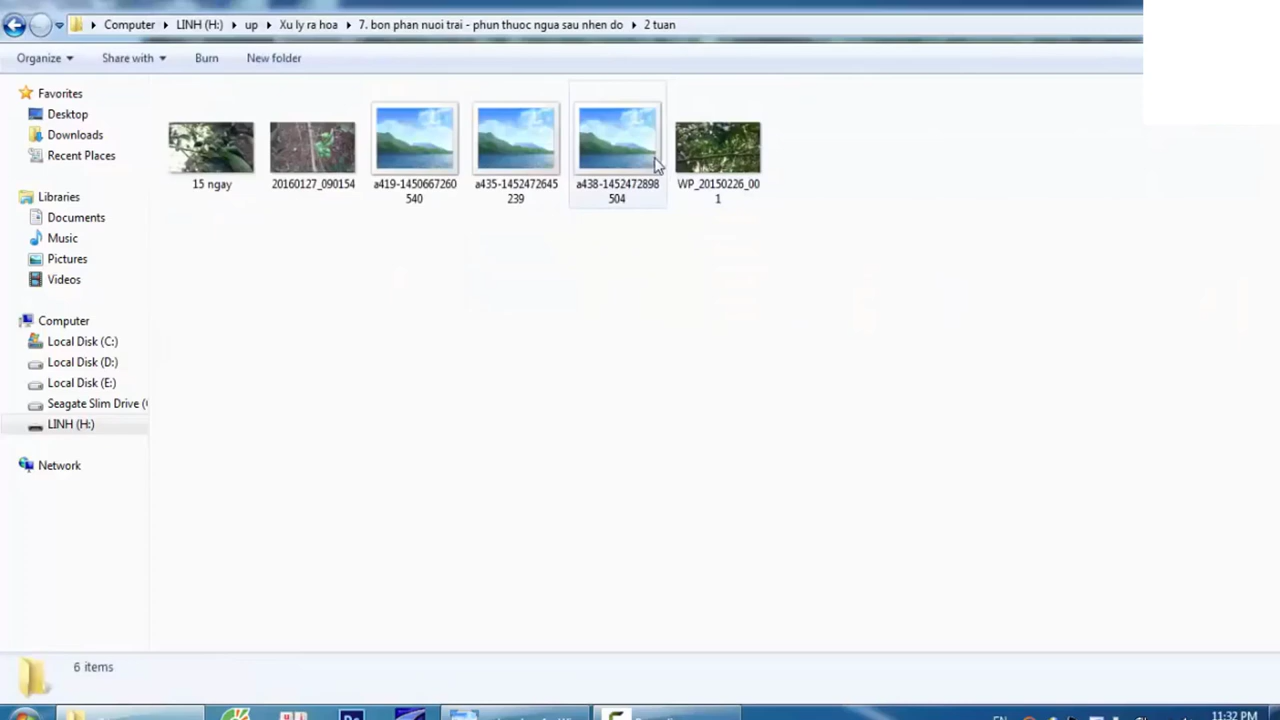 Computer ▸ LINH (H:) ▸ up ▸ Xu ly ra hoa ▸ 7. bon phan nuoi trai - phun thuoc ngua sau nhen do ▸ 2 tuan
Organize Share with Burn New folder
Favorites
Desktop
Downloads
Recent Places
Libraries
Documents
Music
Pictures
Videos
Computer
Local Disk (C:)
Local Disk (D:)
Local Disk (E:)
Seagate Slim Drive (
LINH (H:)
Network
15 ngay
20160127_090154
a419-1450667260
540
a435-1452472645
239
a438-1452472898
504
WP_20150226_00
1
6 items
EN
11:32 PM